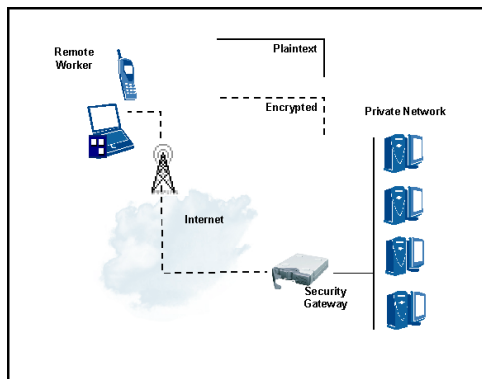 Remote
Worker
Plaintext
Encrypted
Private Network
Internet
Security
Gateway